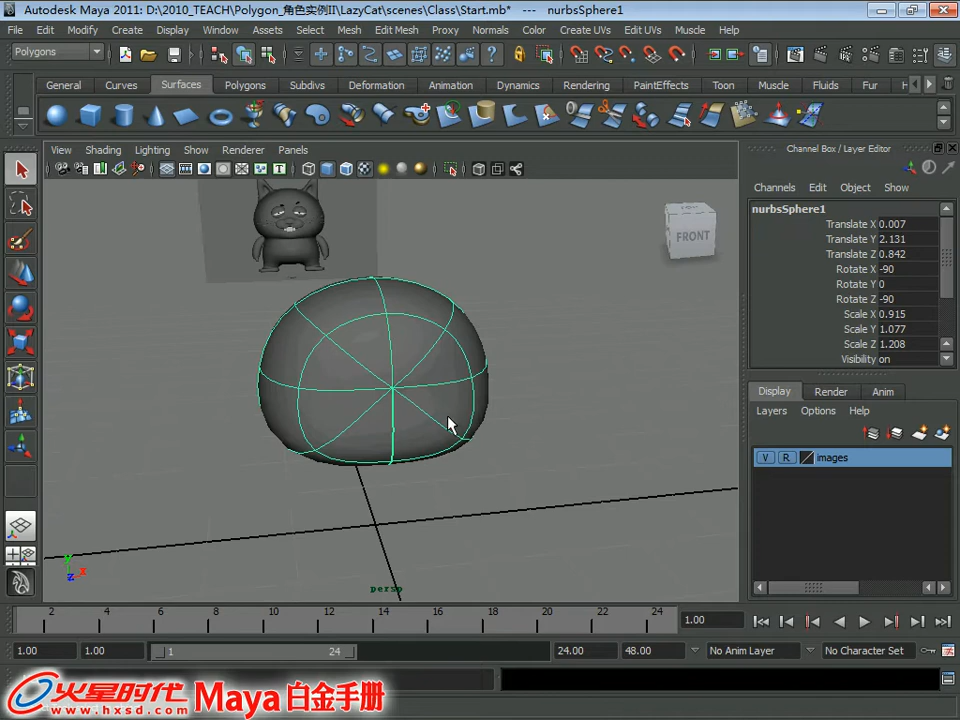 Autodesk Maya 2011: D:\2010_TEACH\Polygon_角色实例II\LazyCat\scenes\Class\Start.mb* --- nurbsSphere1
File Edit Modify Create Display Window Assets Select Mesh Edit Mesh Proxy Normals Color Create UVs Edit UVs Muscle Help
Polygons
General Curves Surfaces Polygons Subdivs Deformation Animation Dynamics Rendering PaintEffects Toon Muscle Fluids Fur
View Shading Lighting Show Renderer Panels
FRONT
persp
Channel Box / Layer Editor
Channels Edit Object Show
nurbsSphere1
Translate X 0.007
Translate Y 2.131
Translate Z 0.842
Rotate X -90
Rotate Y 0
Rotate Z -90
Scale X 0.915
Scale Y 1.077
Scale Z 1.208
Visibility on
Display Render Anim
Layers Options Help
V R images
2 4 6 8 10 12 14 16 18 20 22 24 1.00
1.00 1.00 1 24 24.00 48.00 No Anim Layer No Character Set
火星时代 Maya 白金手册
www.hxsd.com